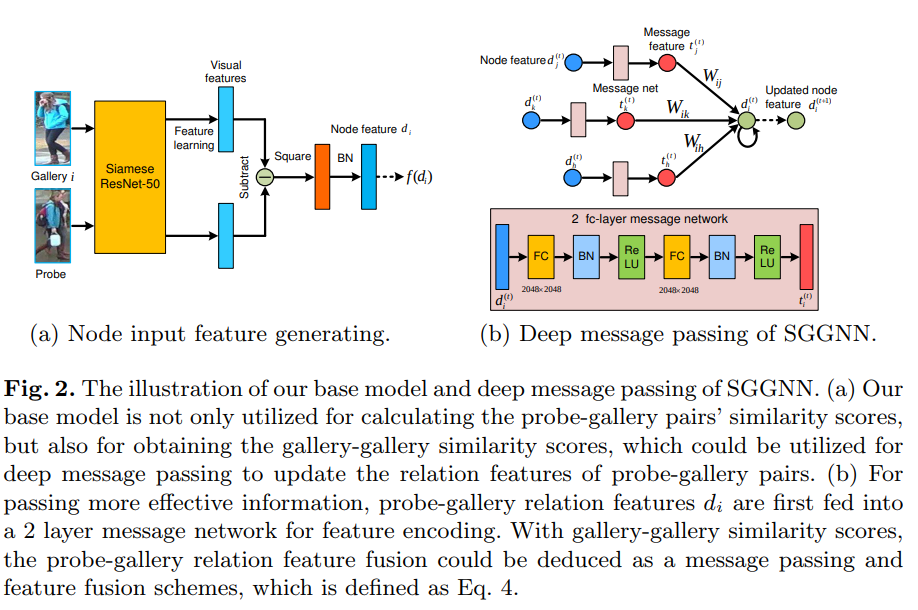 Visual
features
Feature
learning
Siamese
ResNet-50
Gallery i
Probe
Subtract
Square
BN
Node feature d_i
f(d_i)
Message
feature t_j^(t)
Node feature d_j^(t)
Message net
W_ij
d_k^(t)
t_k^(t)
W_ik
d_i^(t)
Updated node
feature d_i^(t+1)
d_h^(t)
t_h^(t)
W_ih
2 fc-layer message network
FC
BN
Re
LU
FC
BN
Re
LU
2048×2048
2048×2048
d_i^(t)
t_i^(t)
(a) Node input feature generating.
(b) Deep message passing of SGGNN.
Fig. 2. The illustration of our base model and deep message passing of SGGNN. (a) Our
base model is not only utilized for calculating the probe-gallery pairs' similarity scores,
but also for obtaining the gallery-gallery similarity scores, which could be utilized for
deep message passing to update the relation features of probe-gallery pairs. (b) For
passing more effective information, probe-gallery relation features d_i are first fed into
a 2 layer message network for feature encoding. With gallery-gallery similarity scores,
the probe-gallery relation feature fusion could be deduced as a message passing and
feature fusion schemes, which is defined as Eq. 4.